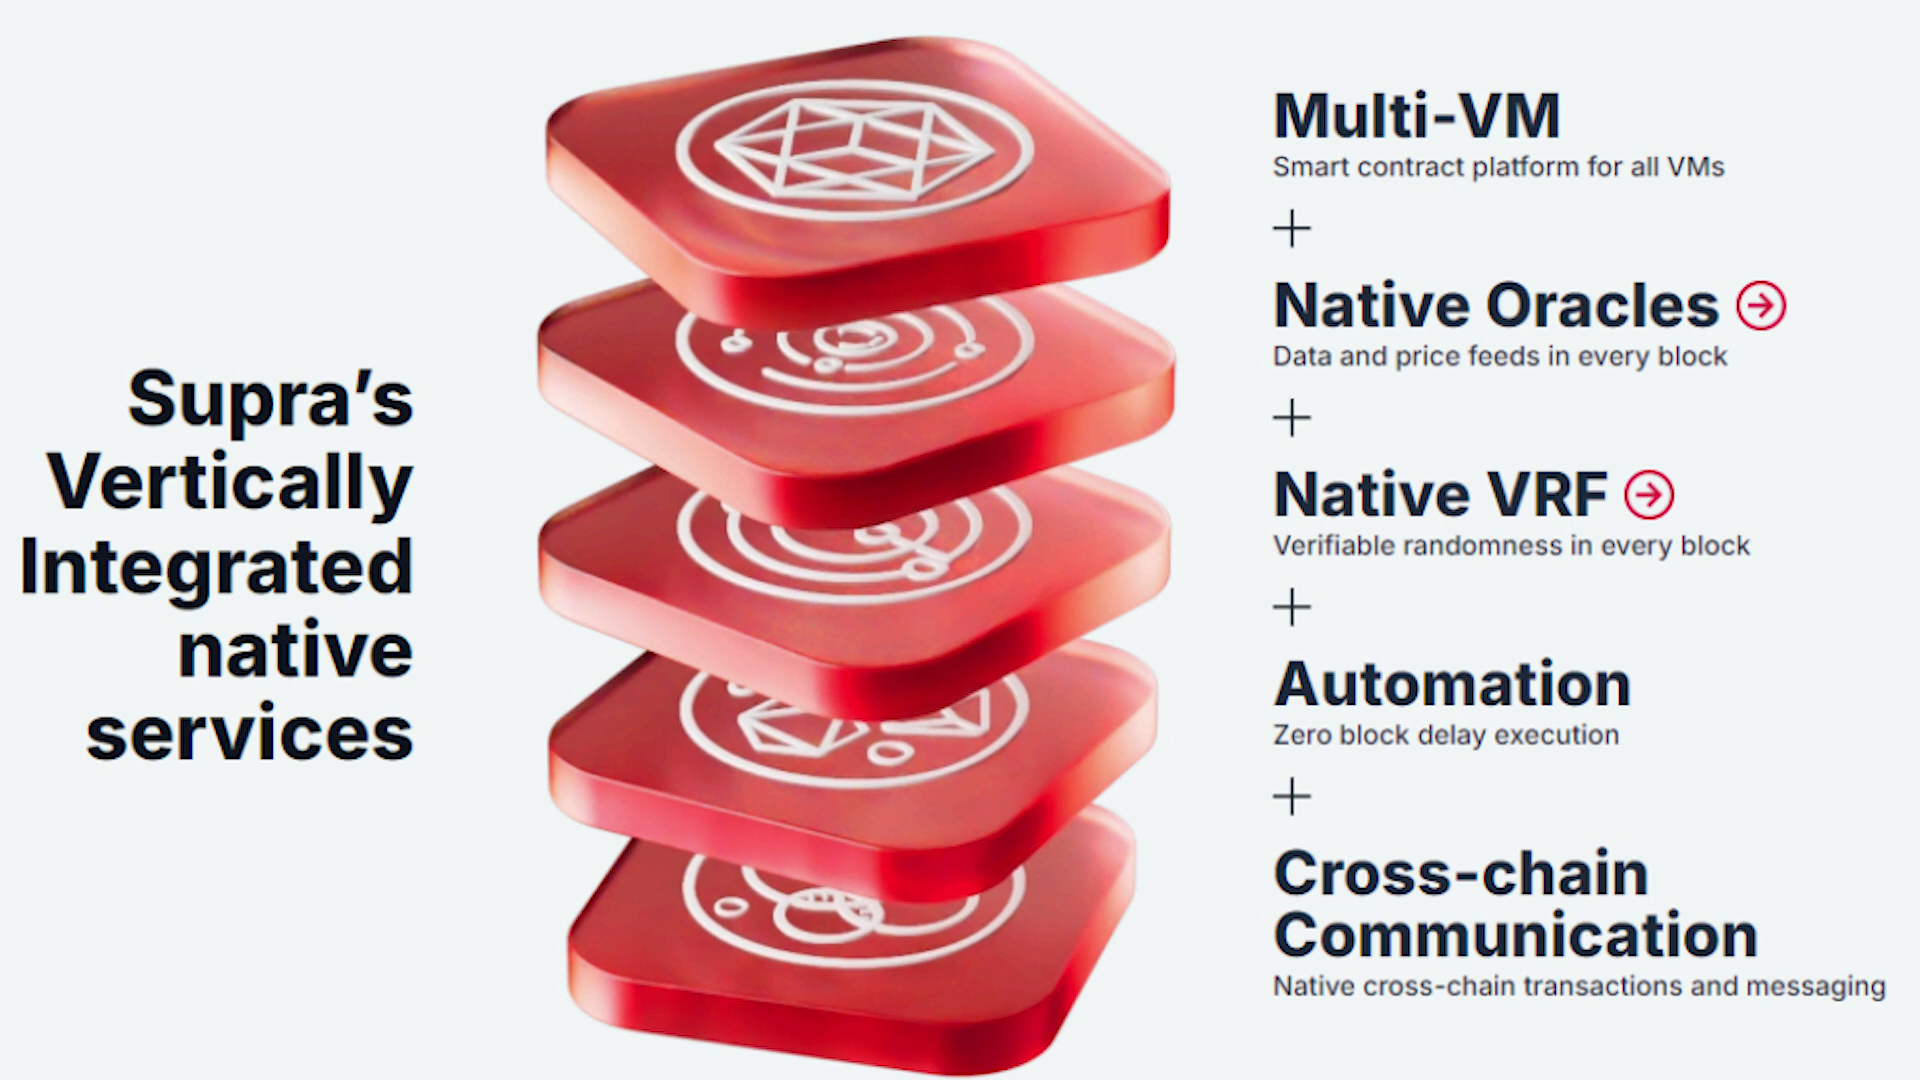 Supra’s
Vertically
Integrated
native
services
Multi-VM
Smart contract platform for all VMs
+
Native Oracles
Data and price feeds in every block
+
Native VRF
Verifiable randomness in every block
+
Automation
Zero block delay execution
+
Cross-chain
Communication
Native cross-chain transactions and messaging